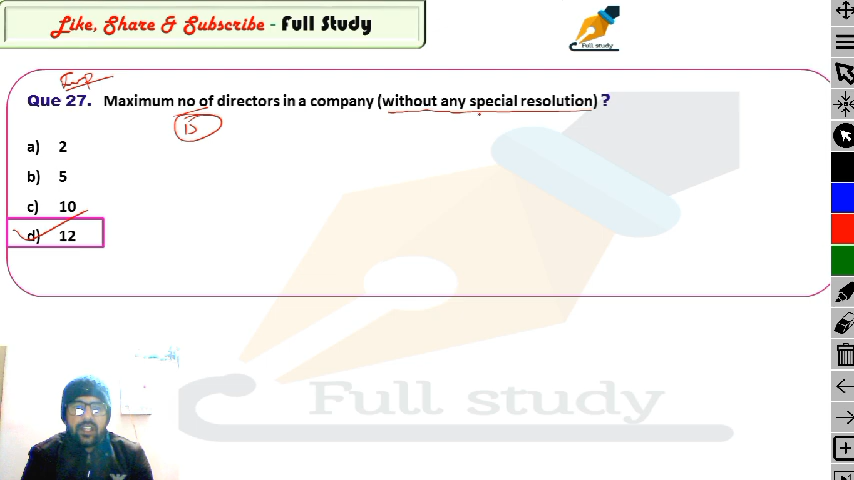 Like, Share & Subscribe - Full Study
Full study
Imp
Que 27. Maximum no of directors in a company (without any special resolution) ?
a) 2
b) 5
c) 10
d) 12
Full study